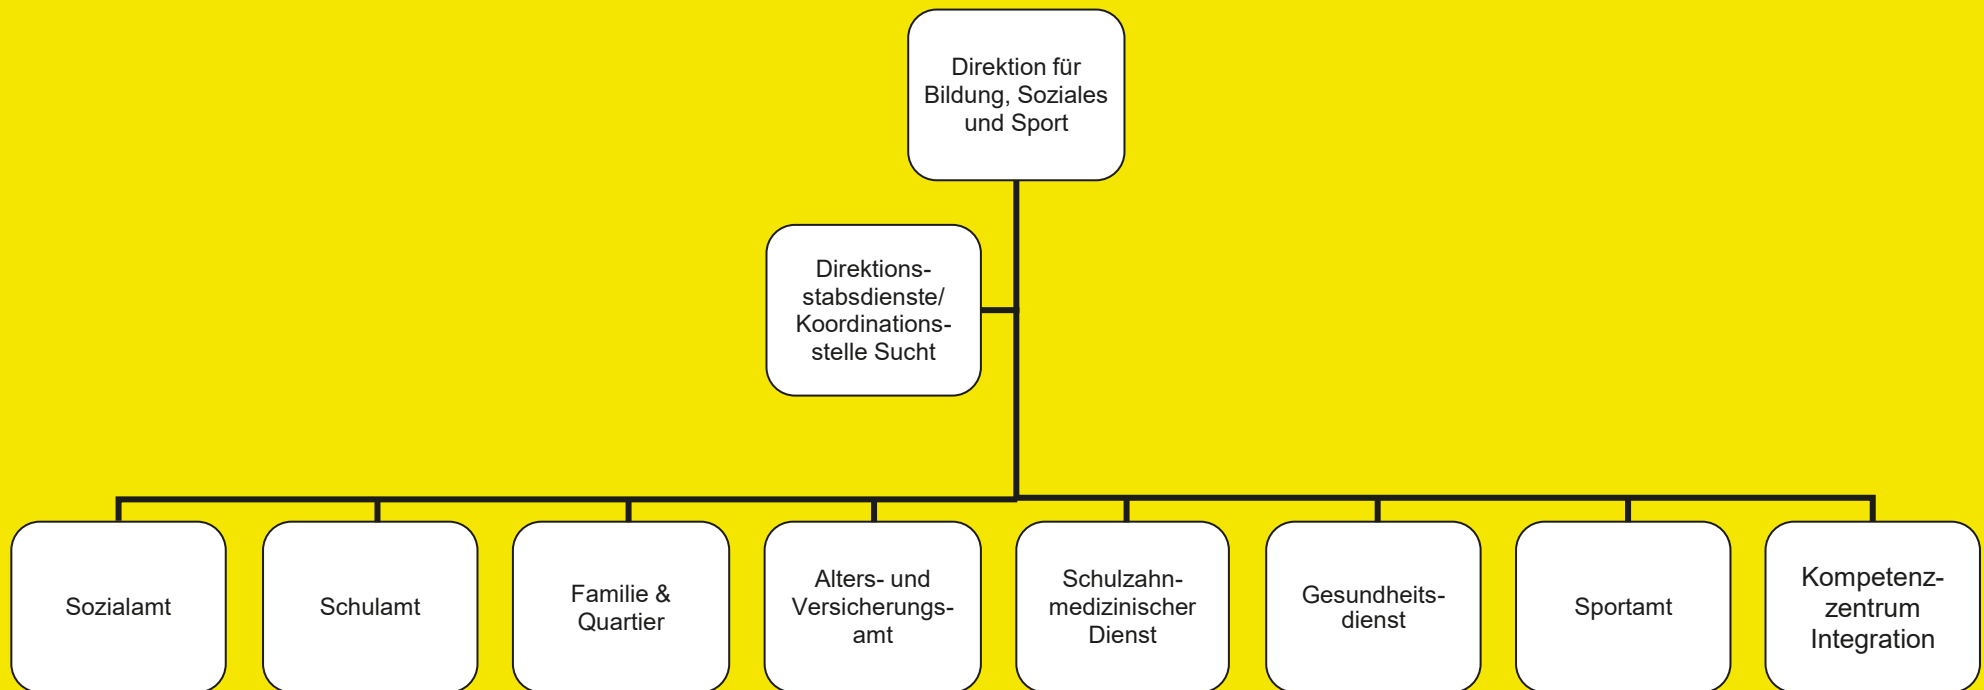 Direktion für
Bildung, Soziales
und Sport
Direktions-
stabsdienste/
Koordinations-
stelle Sucht
Sozialamt
Schulamt
Familie &
Quartier
Alters- und
Versicherungs-
amt
Schulzahn-
medizinischer
Dienst
Gesundheits-
dienst
Sportamt
Kompetenz-
zentrum
Integration